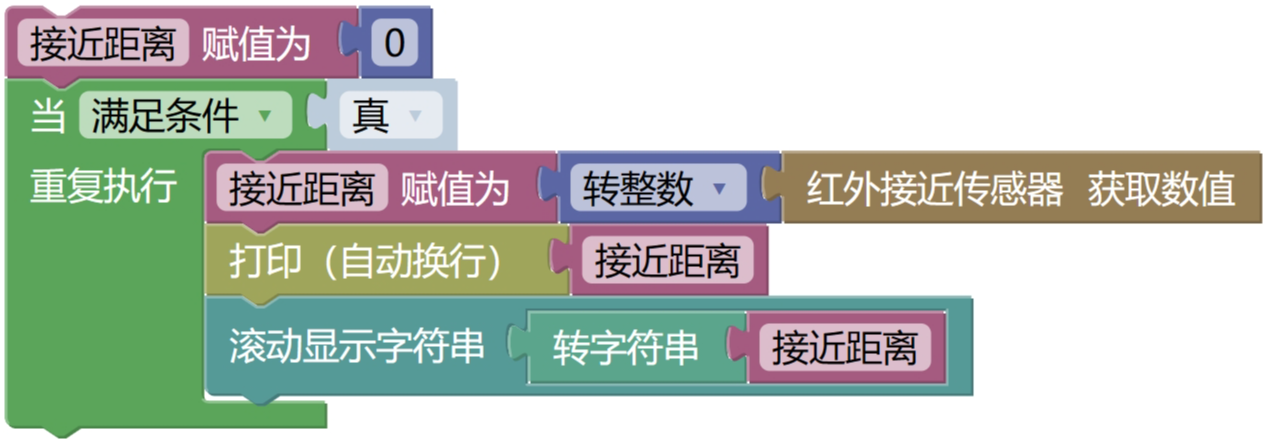 接近距离 赋值为 0
当 满足条件 真
重复执行 接近距离 赋值为 转整数 红外接近传感器 获取数值
打印（自动换行） 接近距离
滚动显示字符串 转字符串 接近距离